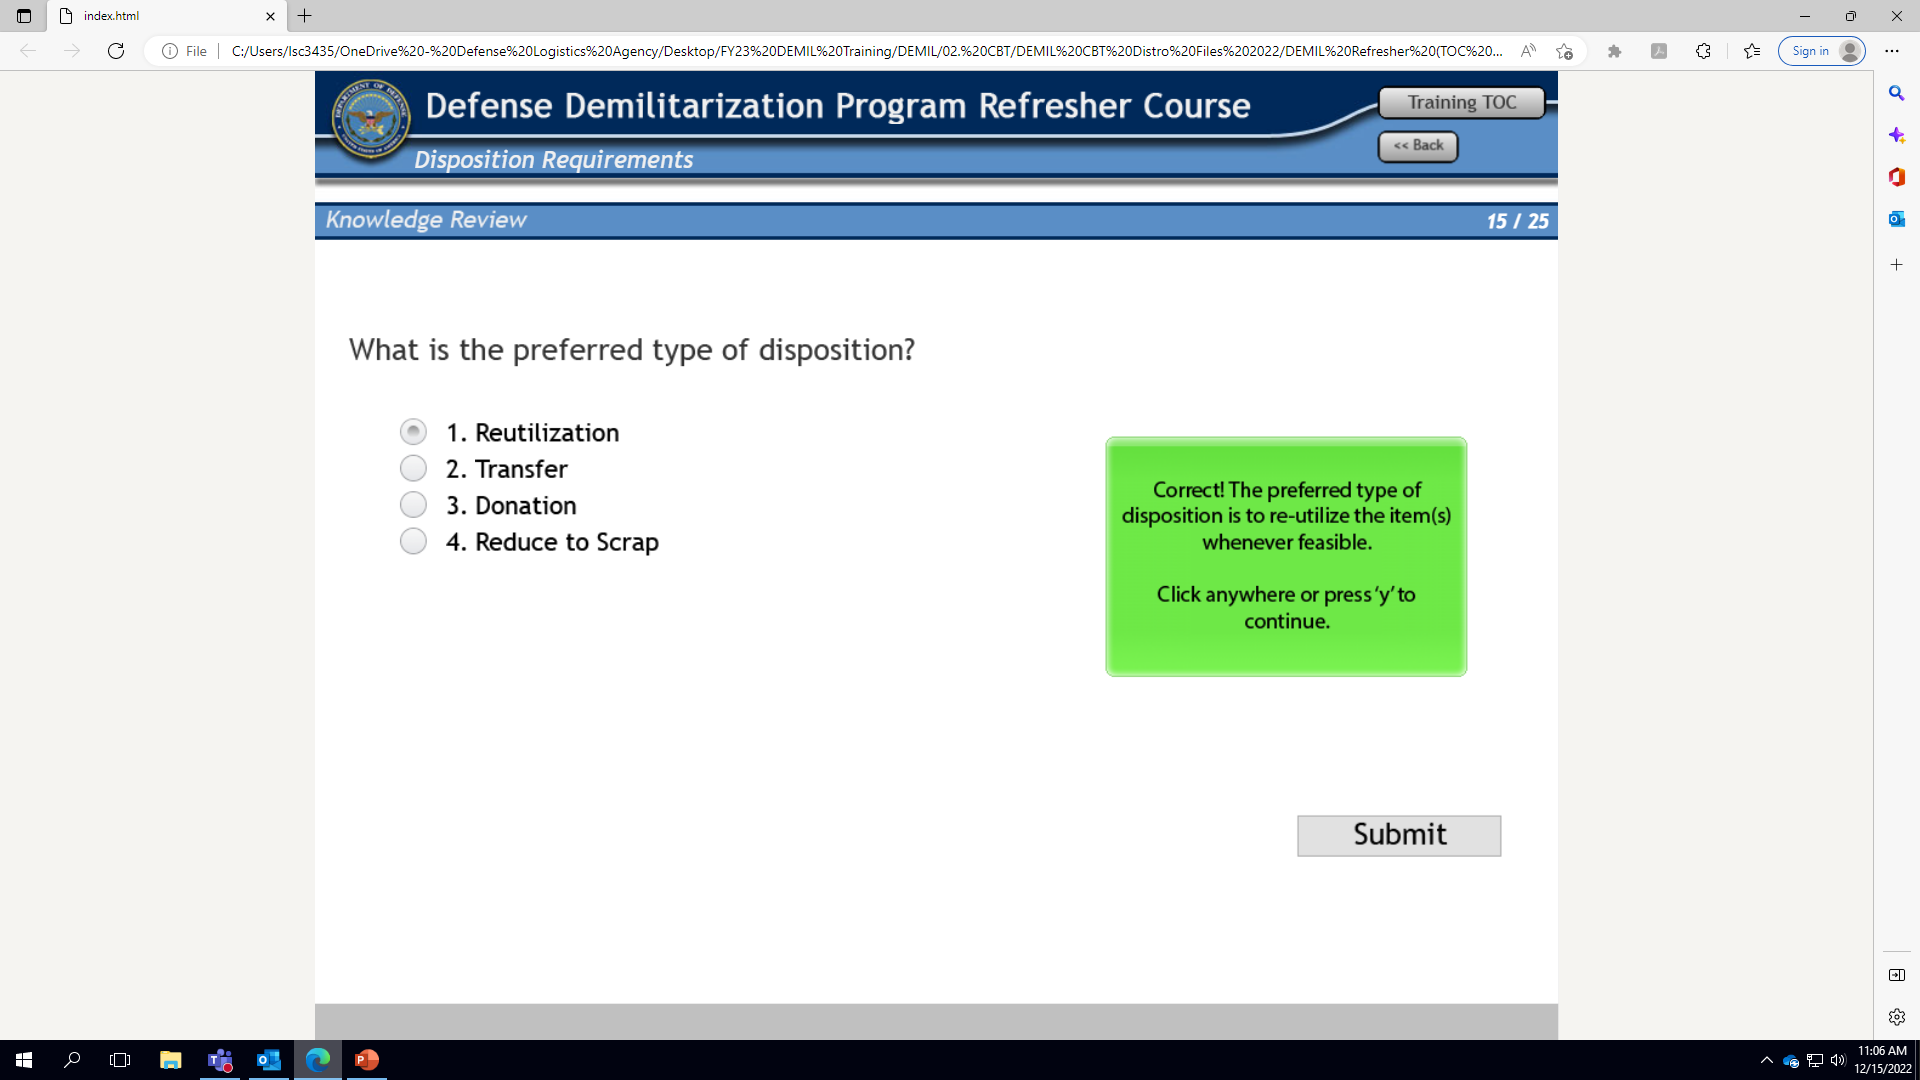 index.html
File
C:/Users/lsc3435/OneDrive%20-%20Defense%20Logistics%20Agency/Desktop/FY23%20DEMIL%20Training/DEMIL/02.%20CBT/DEMIL%20CBT%20Distro%20Files%202022/DEMIL%20Refresher%20(TOC%20...
Sign in
Defense Demilitarization Program Refresher Course
Training TOC
<< Back
Disposition Requirements
Knowledge Review
15 / 25
What is the preferred type of disposition?
1. Reutilization
2. Transfer
3. Donation
4. Reduce to Scrap
Correct! The preferred type of
disposition is to re-utilize the item(s)
whenever feasible.
Click anywhere or press ‘y’ to
continue.
Submit
11:06 AM
12/15/2022